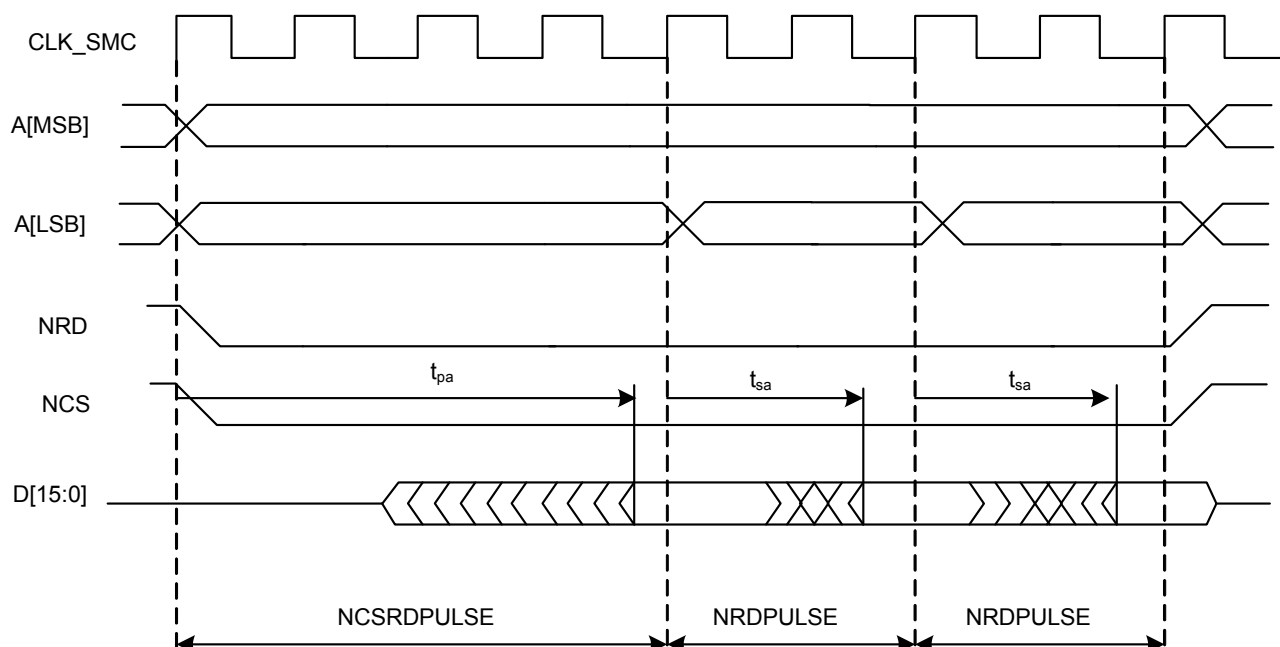 CLK_SMC
A[MSB]
A[LSB]
NRD
tpa
tsa
tsa
NCS
D[15:0]
NCSRDPULSE
NRDPULSE
NRDPULSE